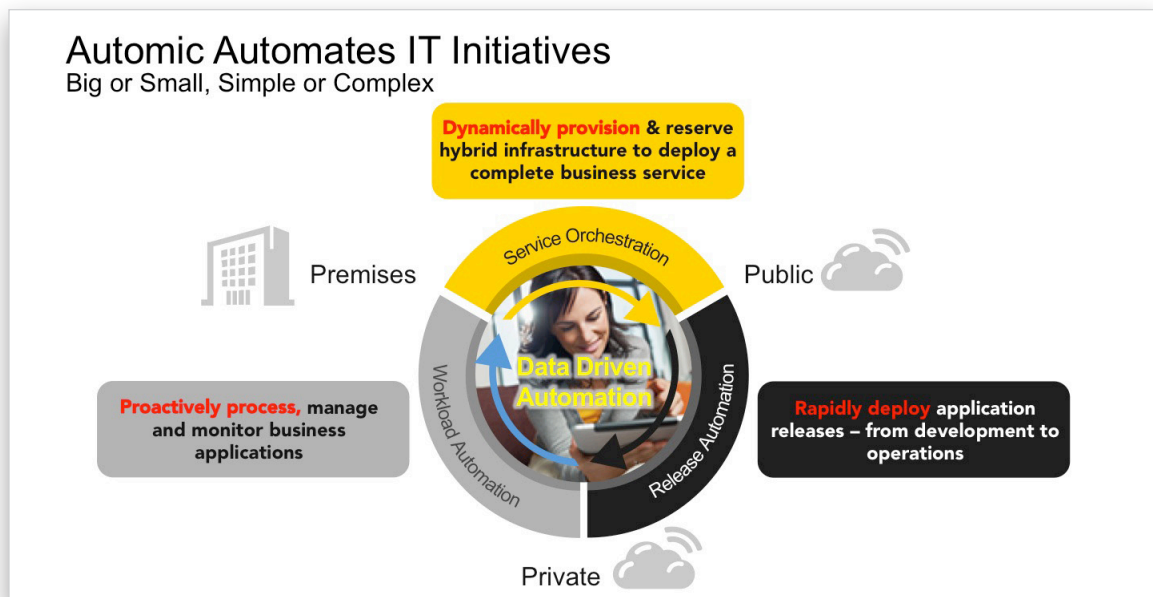 Automic Automates IT Initiatives
Big or Small, Simple or Complex
Dynamically provision & reserve
hybrid infrastructure to deploy a
complete business service
Service Orchestration
Premises
Public
Data Driven
Automation
Workload Automation
Release Automation
Proactively process, manage
and monitor business
applications
Rapidly deploy application
releases – from development to
operations
Private